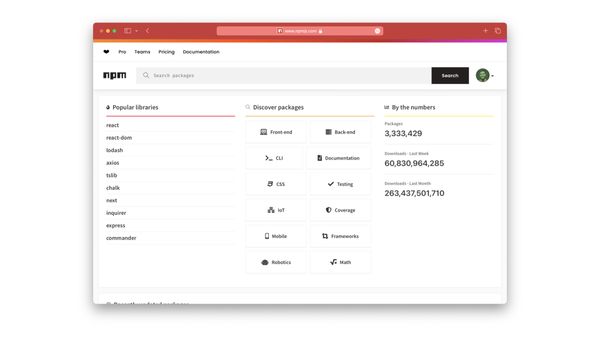 www.npmjs.com
Pro Teams Pricing Documentation
npm Search packages Search
Popular libraries
react
react-dom
lodash
axios
tslib
chalk
next
inquirer
express
commander
Discover packages
Front-end Back-end
CLI Documentation
CSS Testing
IoT Coverage
Mobile Frameworks
Robotics Math
By the numbers
Packages
3,333,429
Downloads · Last Week
60,830,964,285
Downloads · Last Month
263,437,501,710